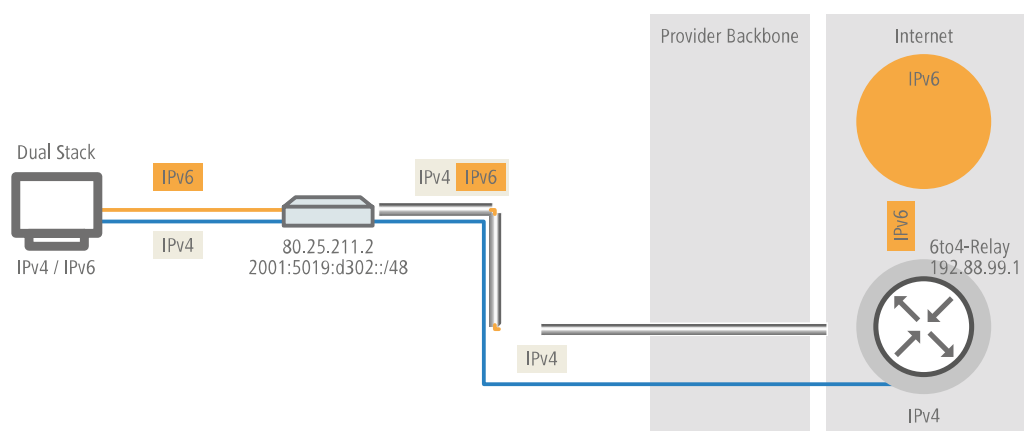 Provider Backbone
Internet
IPv6
Dual Stack
IPv6
IPv4 IPv6
IPv6
IPv4
80.25.211.2
2001:5019:d302::/48
IPv4 / IPv6
6to4-Relay
192.88.99.1
IPv4
IPv4